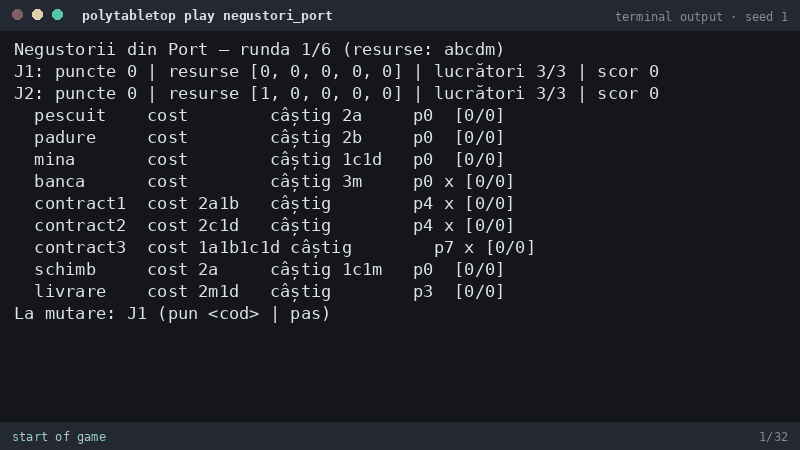 polytabletop play negustori_port
terminal output · seed 1
Negustorii din Port — runda 1/6 (resurse: abcdm)
J1: puncte 0 | resurse [0, 0, 0, 0, 0] | lucrători 3/3 | scor 0
J2: puncte 0 | resurse [1, 0, 0, 0, 0] | lucrători 3/3 | scor 0
pescuit cost câștig 2a p0 [0/0]
padure cost câștig 2b p0 [0/0]
mina cost câștig 1c1d p0 [0/0]
banca cost câștig 3m p0 x [0/0]
contract1 cost 2a1b câștig p4 x [0/0]
contract2 cost 2c1d câștig p4 x [0/0]
contract3 cost 1a1b1c1d câștig p7 x [0/0]
schimb cost 2a câștig 1c1m p0 [0/0]
livrare cost 2m1d câștig p3 [0/0]
La mutare: J1 (pun <cod> | pas)
start of game
1/32